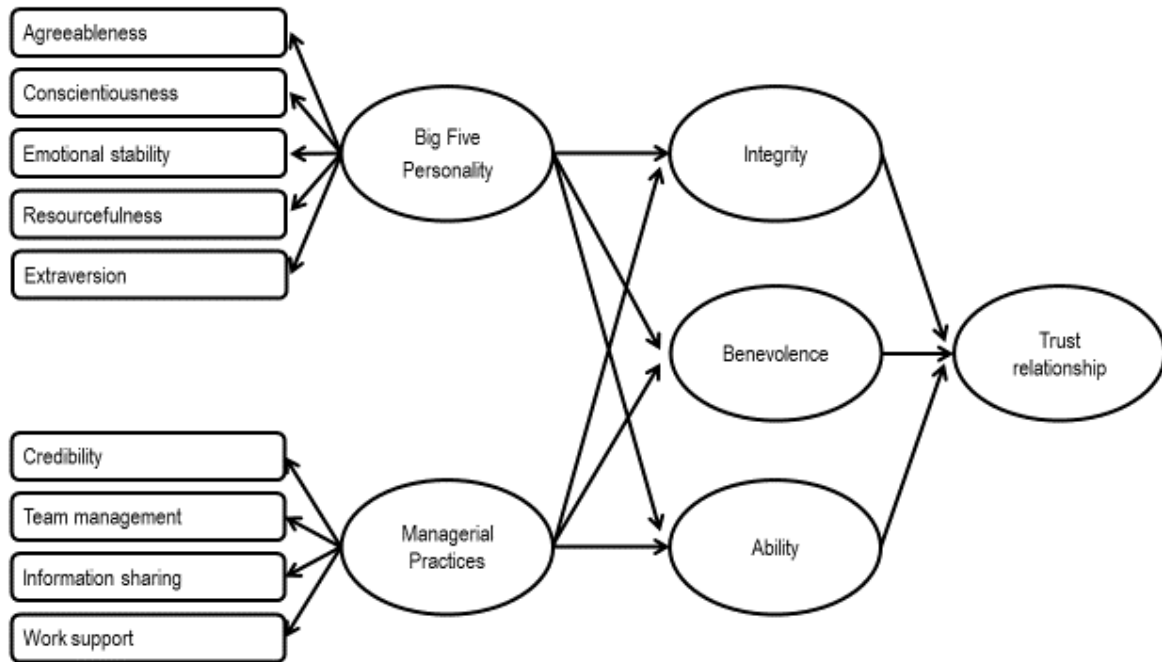 Agreeableness
Conscientiousness
Emotional stability
Resourcefulness
Extraversion
Big Five
Personality
Integrity
Benevolence
Trust
relationship
Credibility
Team management
Information sharing
Work support
Managerial
Practices
Ability